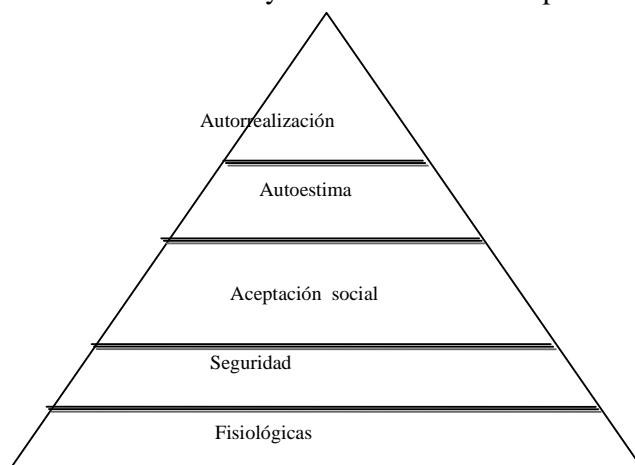 Autorrealización
Autoestima
Aceptación social
Seguridad
Fisiológicas